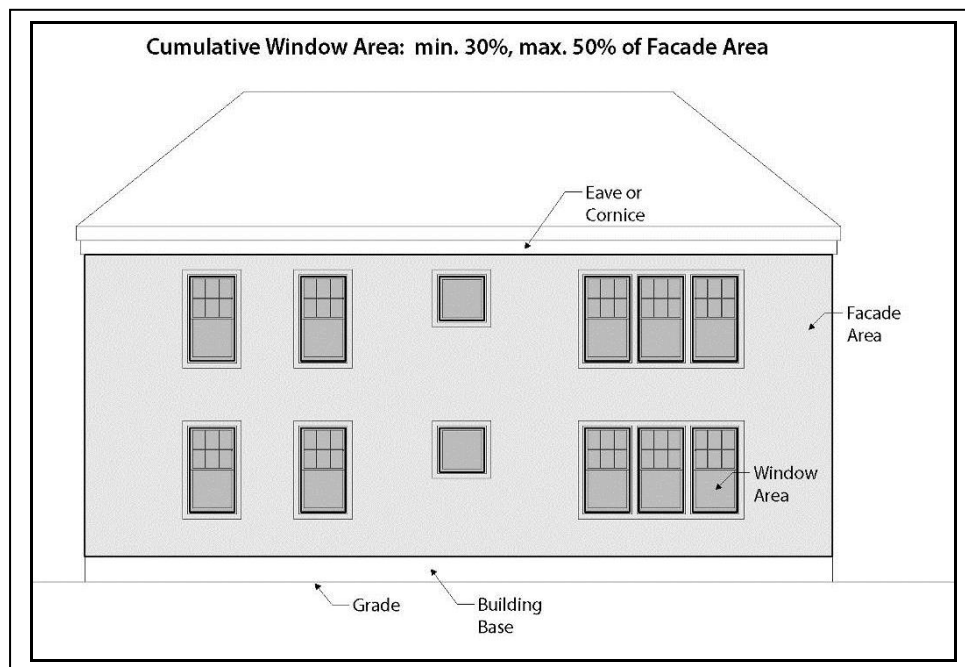 Cumulative Window Area: min. 30%, max. 50% of Facade Area
Eave or
Cornice
Facade
Area
Window
Area
Grade
Building
Base